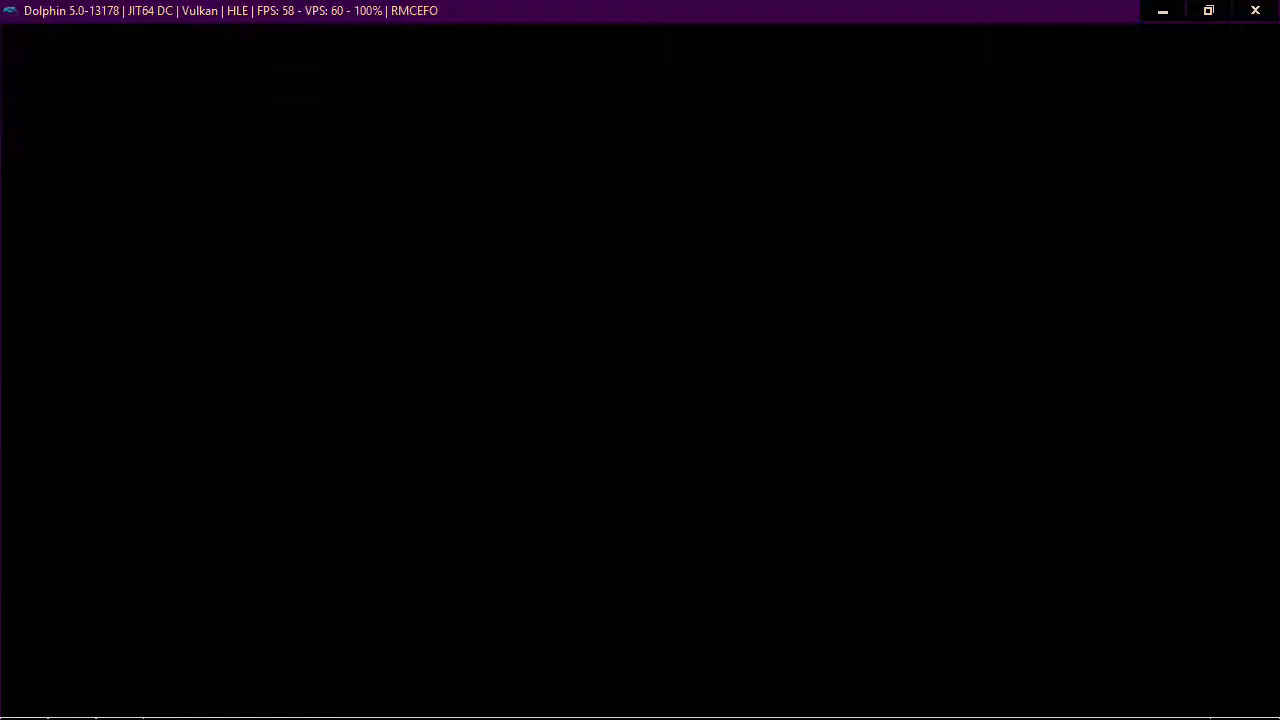 Dolphin 5.0-13178 | JIT64 DC | Vulkan | HLE | FPS: 58 - VPS: 60 - 100% | RMCEFO